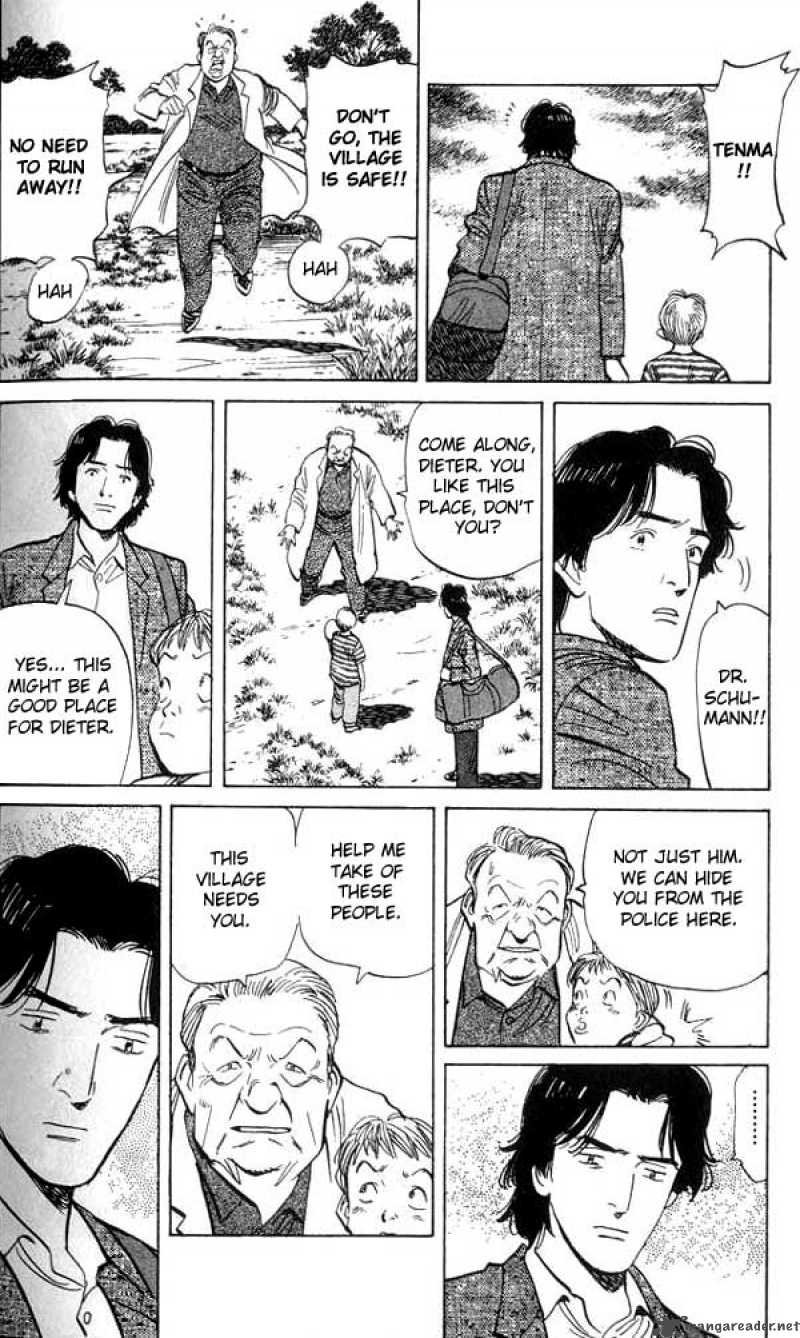 TENMA
!!
DON'T
GO, THE
VILLAGE
IS SAFE!!
HAH
NO NEED
TO RUN
AWAY!!
HAH
DR.
SCHU-
MANN!!
COME ALONG,
DIETER. YOU
LIKE THIS
PLACE, DON'T
YOU?
YES... THIS
MIGHT BE A
GOOD PLACE
FOR DIETER.
NOT JUST HIM.
WE CAN HIDE
YOU FROM THE
POLICE HERE.
.........
HELP ME
TAKE OF
THESE
PEOPLE.
THIS
VILLAGE
NEEDS
YOU.
mangareader.net